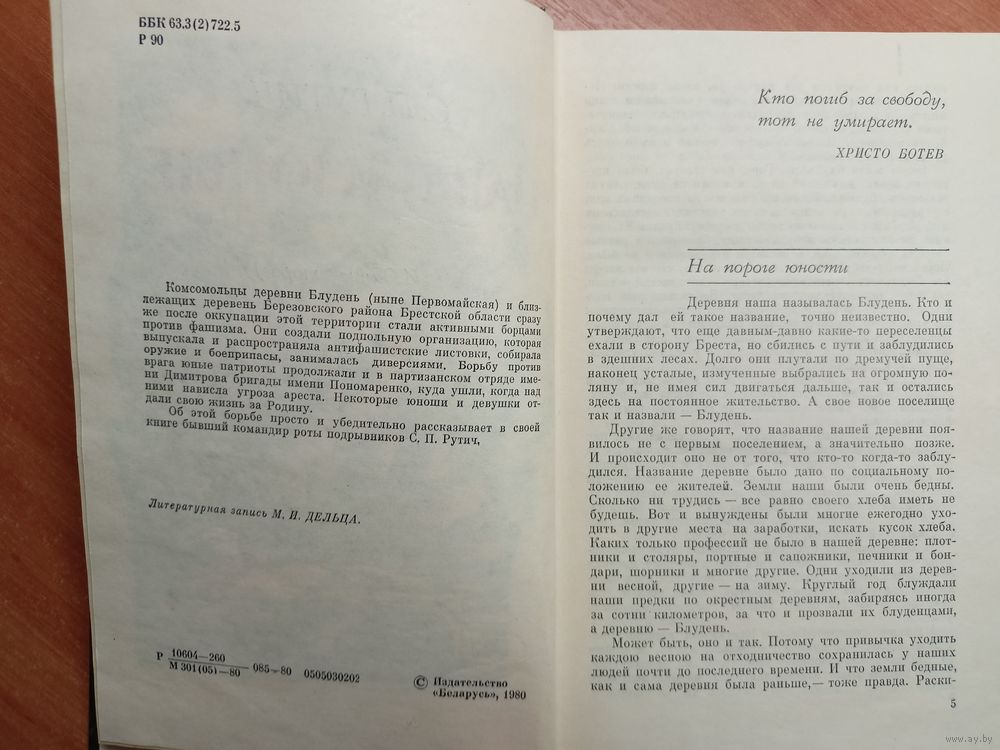 ББК 63.3(2)722.5
Р 90
Комсомольцы деревни Блудень (ныне Первомайская) и близ-
лежащих деревень Березовского района Брестской области сразу
же после оккупации этой территории стали активными борцами
против фашизма. Они создали подпольную организацию, которая
выпускала и распространяла антифашистские листовки, собирала
оружие и боеприпасы, занималась диверсиями. Борьбу против
врага юные патриоты продолжали и в партизанском отряде име-
ни Димитрова бригады имени Пономаренко, куда ушли, когда над
ними нависла угроза ареста. Некоторые юноши и девушки от-
дали свою жизнь за Родину.
Об этой борьбе просто и убедительно рассказывает в своей
книге бывший командир роты подрывников С. П. Рутич,
Литературная запись М. И. ДЕЛЬЦА.
Р 10604—260
М 301(05)—80 085—80 0505030202
© Издательство
«Беларусь», 1980
Кто погиб за свободу,
тот не умирает.
ХРИСТО БОТЕВ
На пороге юности
Деревня наша называлась Блудень. Кто и
почему дал ей такое название, точно неизвестно. Одни
утверждают, что еще давным-давно какие-то переселенцы
ехали в сторону Бреста, но сбились с пути и заблудились
в здешних лесах. Долго они плутали по дремучей пуще,
наконец усталые, измученные выбрались на огромную по-
ляну и, не имея сил двигаться дальше, так и остались
здесь на постоянное жительство. А свое новое поселище
так и назвали — Блудень.
Другие же говорят, что название нашей деревни поя-
вилось не с первым поселением, а значительно позже.
И происходит оно не от того, что кто-то когда-то заблу-
дился. Название деревне было дано по социальному по-
ложению ее жителей. Земли наши были очень бедны.
Сколько ни трудись — все равно своего хлеба иметь не
будешь. Вот и вынуждены были многие ежегодно ухо-
дить в другие места на заработки, искать кусок хлеба.
Каких только профессий не было в нашей деревне: плот-
ники и столяры, портные и сапожники, печники и бон-
дари, шорники и многие другие. Одни уходили из дерев-
ни весной, другие — на зиму. Круглый год блуждали
наши предки по окрестным деревням, забираясь иногда
за сотни километров, за что и прозвали их блуденцами,
а деревню — Блудень.
Может быть, оно и так. Потому что привычка уходить
каждою весною на отходничество сохранилась у наших
людей почти до последнего времени. И что земли бедные,
как и сама деревня была раньше,— тоже правда. Раски-
5
www.ay.by